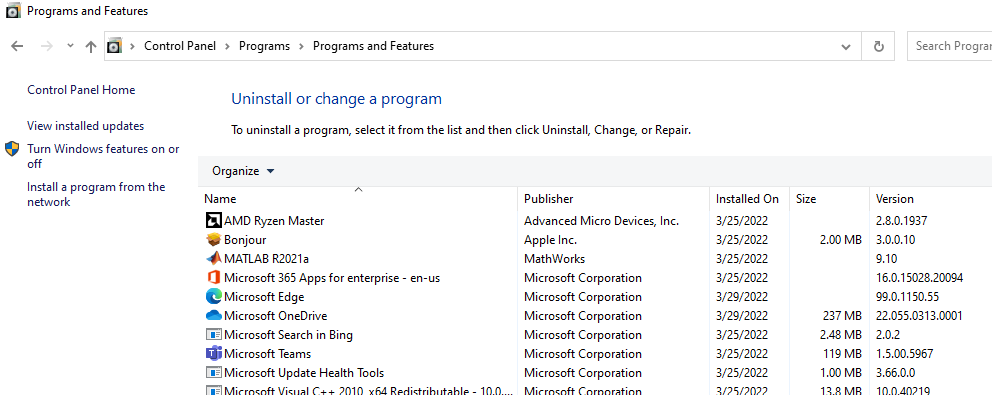 Programs and Features
Control Panel > Programs > Programs and Features
Search Progra
Control Panel Home
View installed updates
Turn Windows features on or
off
Install a program from the
network
Uninstall or change a program
To uninstall a program, select it from the list and then click Uninstall, Change, or Repair.
Organize
Name Publisher Installed On Size Version
AMD Ryzen Master Advanced Micro Devices, Inc. 3/25/2022 2.8.0.1937
Bonjour Apple Inc. 3/25/2022 2.00 MB 3.0.0.10
MATLAB R2021a MathWorks 3/25/2022 9.10
Microsoft 365 Apps for enterprise - en-us Microsoft Corporation 3/25/2022 16.0.15028.20094
Microsoft Edge Microsoft Corporation 3/29/2022 99.0.1150.55
Microsoft OneDrive Microsoft Corporation 3/29/2022 237 MB 22.055.0313.0001
Microsoft Search in Bing Microsoft Corporation 3/25/2022 2.48 MB 2.0.2
Microsoft Teams Microsoft Corporation 3/25/2022 119 MB 1.5.00.5967
Microsoft Update Health Tools Microsoft Corporation 3/25/2022 1.00 MB 3.66.0.0
Microsoft Visual C++ 2010 x64 Redistributable - 10.0.... Microsoft Corporation 3/25/2022 13.8 MB 10.0.40219